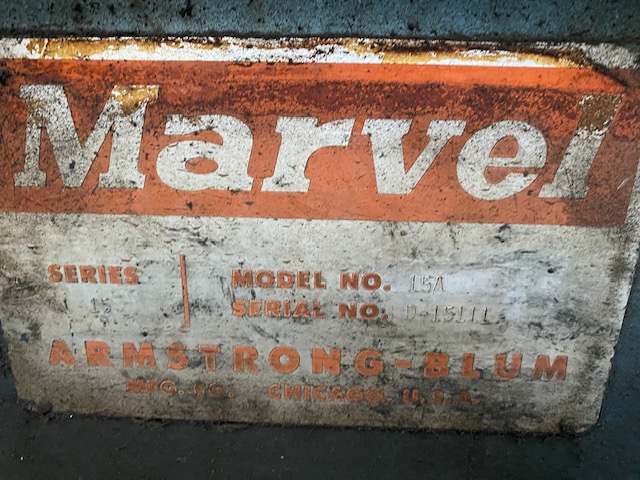 Marvel
SERIES 15 MODEL NO. 15A
SERIAL NO. D-15111
ARMSTRONG-BLUM
MFG. CO. CHICAGO, U.S.A.